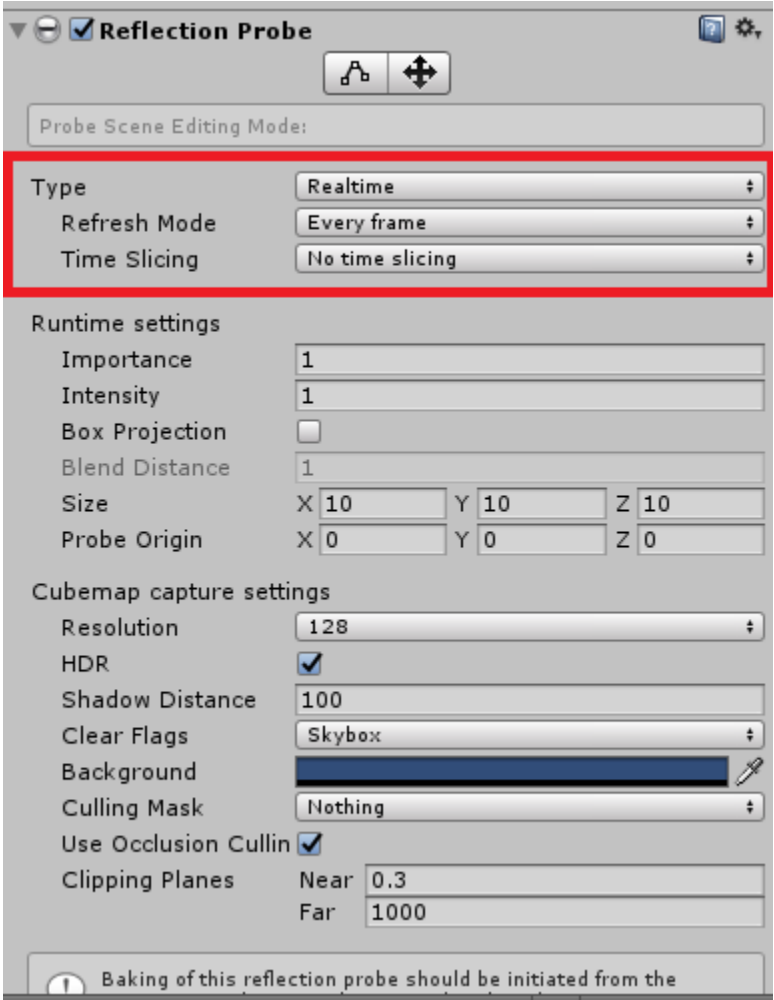 Reflection Probe
Probe Scene Editing Mode:
Type Realtime
Refresh Mode Every frame
Time Slicing No time slicing
Runtime settings
Importance 1
Intensity 1
Box Projection
Blend Distance 1
Size X 10 Y 10 Z 10
Probe Origin X 0 Y 0 Z 0
Cubemap capture settings
Resolution 128
HDR
Shadow Distance 100
Clear Flags Skybox
Background
Culling Mask Nothing
Use Occlusion Cullin
Clipping Planes Near 0.3
Far 1000
Baking of this reflection probe should be initiated from the